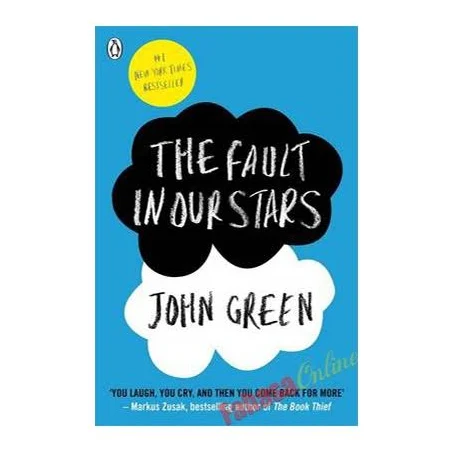 #1
NEW YORK TIMES
BESTSELLER
THE FAULT
IN OUR STARS
JOHN GREEN
'YOU LAUGH, YOU CRY, AND THEN YOU COME BACK FOR MORE'
– Markus Zusak, bestselling author of The Book Thief
Online